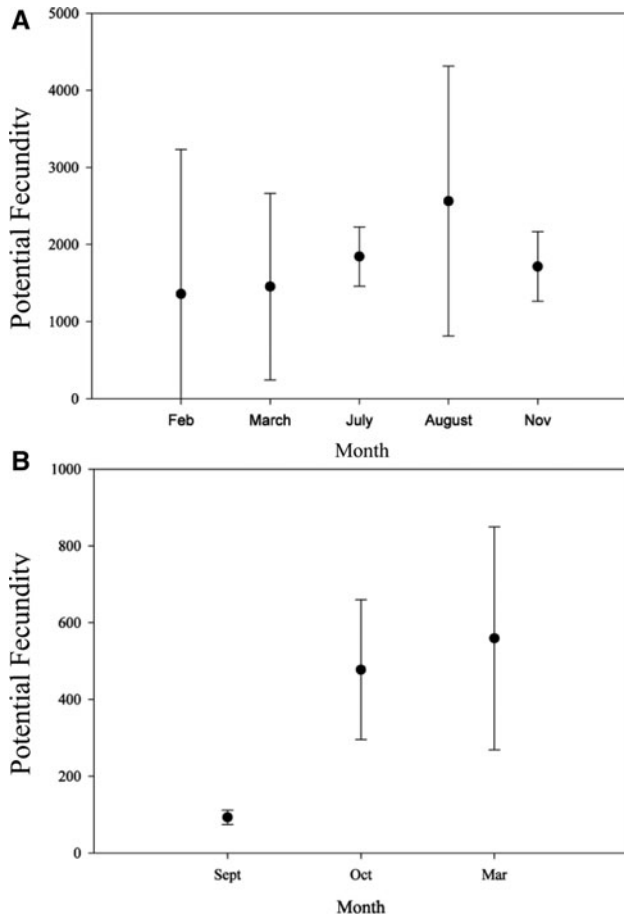 A
5000
4000
3000
2000
1000
0
Potential Fecundity
Feb March July August Nov
Month
B
1000
800
600
400
200
0
Potential Fecundity
Sept Oct Mar
Month